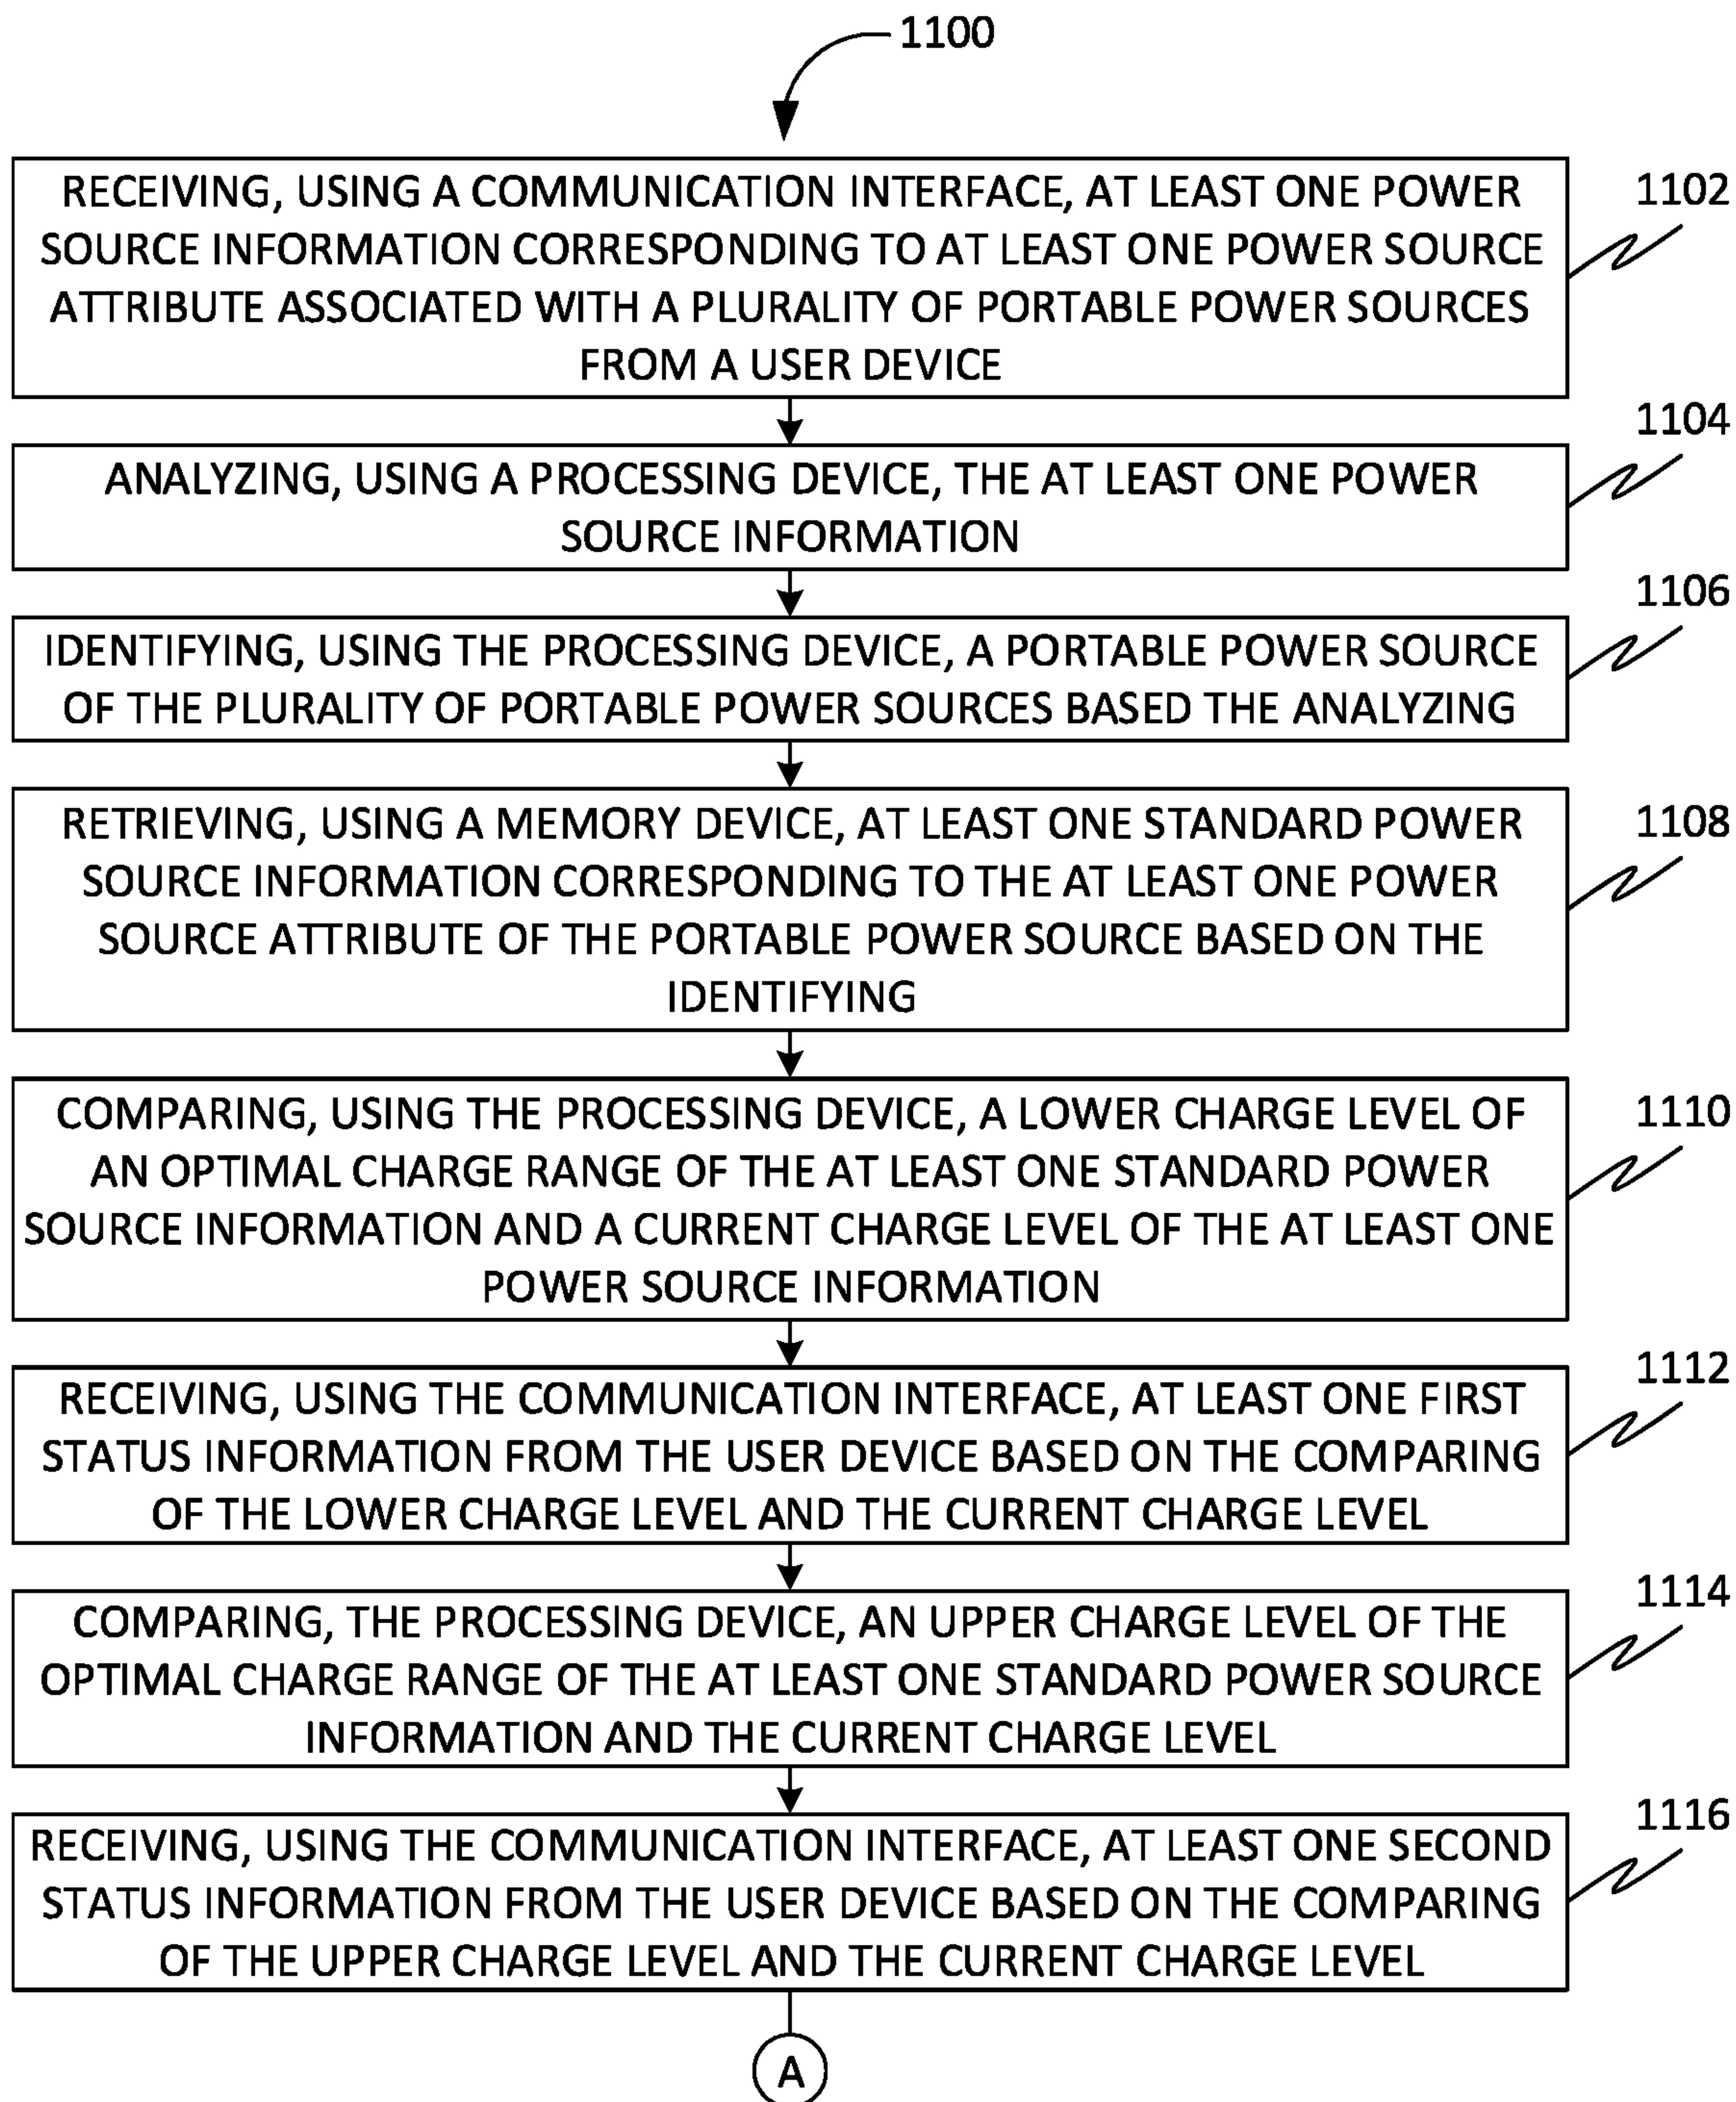 1100
RECEIVING, USING A COMMUNICATION INTERFACE, AT LEAST ONE POWER
SOURCE INFORMATION CORRESPONDING TO AT LEAST ONE POWER SOURCE
ATTRIBUTE ASSOCIATED WITH A PLURALITY OF PORTABLE POWER SOURCES
FROM A USER DEVICE
1102
ANALYZING, USING A PROCESSING DEVICE, THE AT LEAST ONE POWER
SOURCE INFORMATION
1104
IDENTIFYING, USING THE PROCESSING DEVICE, A PORTABLE POWER SOURCE
OF THE PLURALITY OF PORTABLE POWER SOURCES BASED THE ANALYZING
1106
RETRIEVING, USING A MEMORY DEVICE, AT LEAST ONE STANDARD POWER
SOURCE INFORMATION CORRESPONDING TO THE AT LEAST ONE POWER
SOURCE ATTRIBUTE OF THE PORTABLE POWER SOURCE BASED ON THE
IDENTIFYING
1108
COMPARING, USING THE PROCESSING DEVICE, A LOWER CHARGE LEVEL OF
AN OPTIMAL CHARGE RANGE OF THE AT LEAST ONE STANDARD POWER
SOURCE INFORMATION AND A CURRENT CHARGE LEVEL OF THE AT LEAST ONE
POWER SOURCE INFORMATION
1110
RECEIVING, USING THE COMMUNICATION INTERFACE, AT LEAST ONE FIRST
STATUS INFORMATION FROM THE USER DEVICE BASED ON THE COMPARING
OF THE LOWER CHARGE LEVEL AND THE CURRENT CHARGE LEVEL
1112
COMPARING, THE PROCESSING DEVICE, AN UPPER CHARGE LEVEL OF THE
OPTIMAL CHARGE RANGE OF THE AT LEAST ONE STANDARD POWER SOURCE
INFORMATION AND THE CURRENT CHARGE LEVEL
1114
RECEIVING, USING THE COMMUNICATION INTERFACE, AT LEAST ONE SECOND
STATUS INFORMATION FROM THE USER DEVICE BASED ON THE COMPARING
OF THE UPPER CHARGE LEVEL AND THE CURRENT CHARGE LEVEL
1116
A